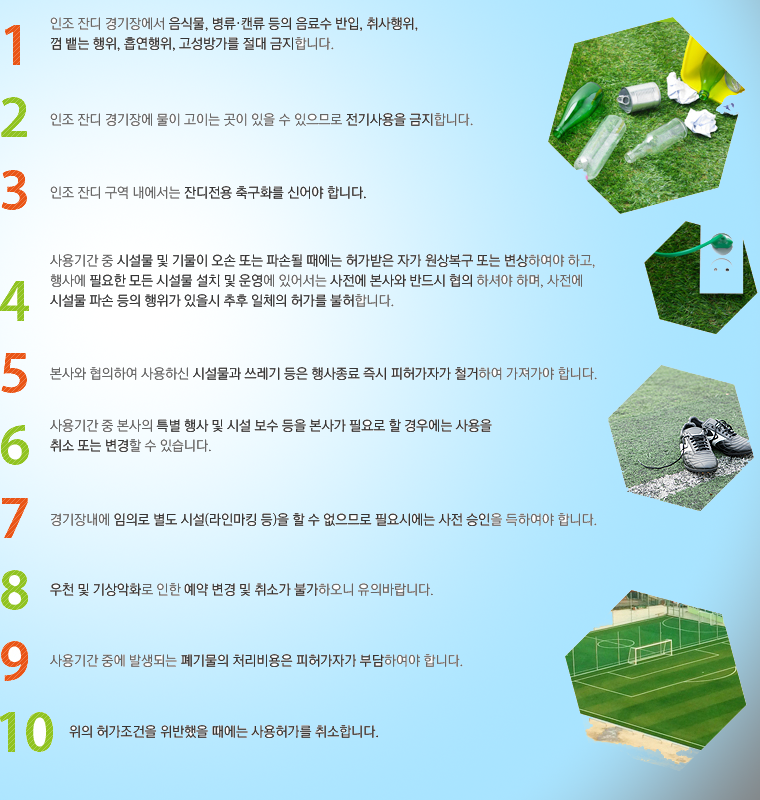 1
인조 잔디 경기장에서 음식물, 병류·캔류 등의 음료수 반입, 취사행위,
껌 뱉는 행위, 흡연행위, 고성방가를 절대 금지합니다.
2
인조 잔디 경기장에 물이 고이는 곳이 있을 수 있으므로 전기사용을 금지합니다.
3
인조 잔디 구역 내에서는 잔디전용 축구화를 신어야 합니다.
4
사용기간 중 시설물 및 기물이 오손 또는 파손될 때에는 허가받은 자가 원상복구 또는 변상하여야 하고,
행사에 필요한 모든 시설물 설치 및 운영에 있어서는 사전에 본사와 반드시 협의 하셔야 하며, 사전에
시설물 파손 등의 행위가 있을시 추후 일체의 허가를 불허합니다.
5
본사와 협의하여 사용하신 시설물과 쓰레기 등은 행사종료 즉시 피허가자가 철거하여 가져가야 합니다.
6
사용기간 중 본사의 특별 행사 및 시설 보수 등을 본사가 필요로 할 경우에는 사용을
취소 또는 변경할 수 있습니다.
7
경기장내에 임의로 별도 시설(라인마킹 등)을 할 수 없으므로 필요시에는 사전 승인을 득하여야 합니다.
8
우천 및 기상악화로 인한 예약 변경 및 취소가 불가하오니 유의바랍니다.
9
사용기간 중에 발생되는 폐기물의 처리비용은 피허가자가 부담하여야 합니다.
10
위의 허가조건을 위반했을 때에는 사용허가를 취소합니다.